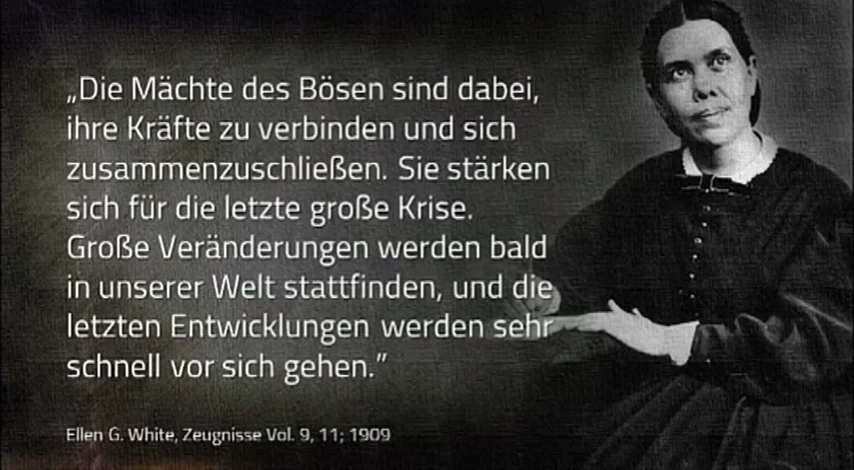 „Die Mächte des Bösen sind dabei,
ihre Kräfte zu verbinden und sich
zusammenzuschließen. Sie stärken
sich für die letzte große Krise.
Große Veränderungen werden bald
in unserer Welt stattfinden, und die
letzten Entwicklungen werden sehr
schnell vor sich gehen.”
Ellen G. White, Zeugnisse Vol. 9, 11; 1909